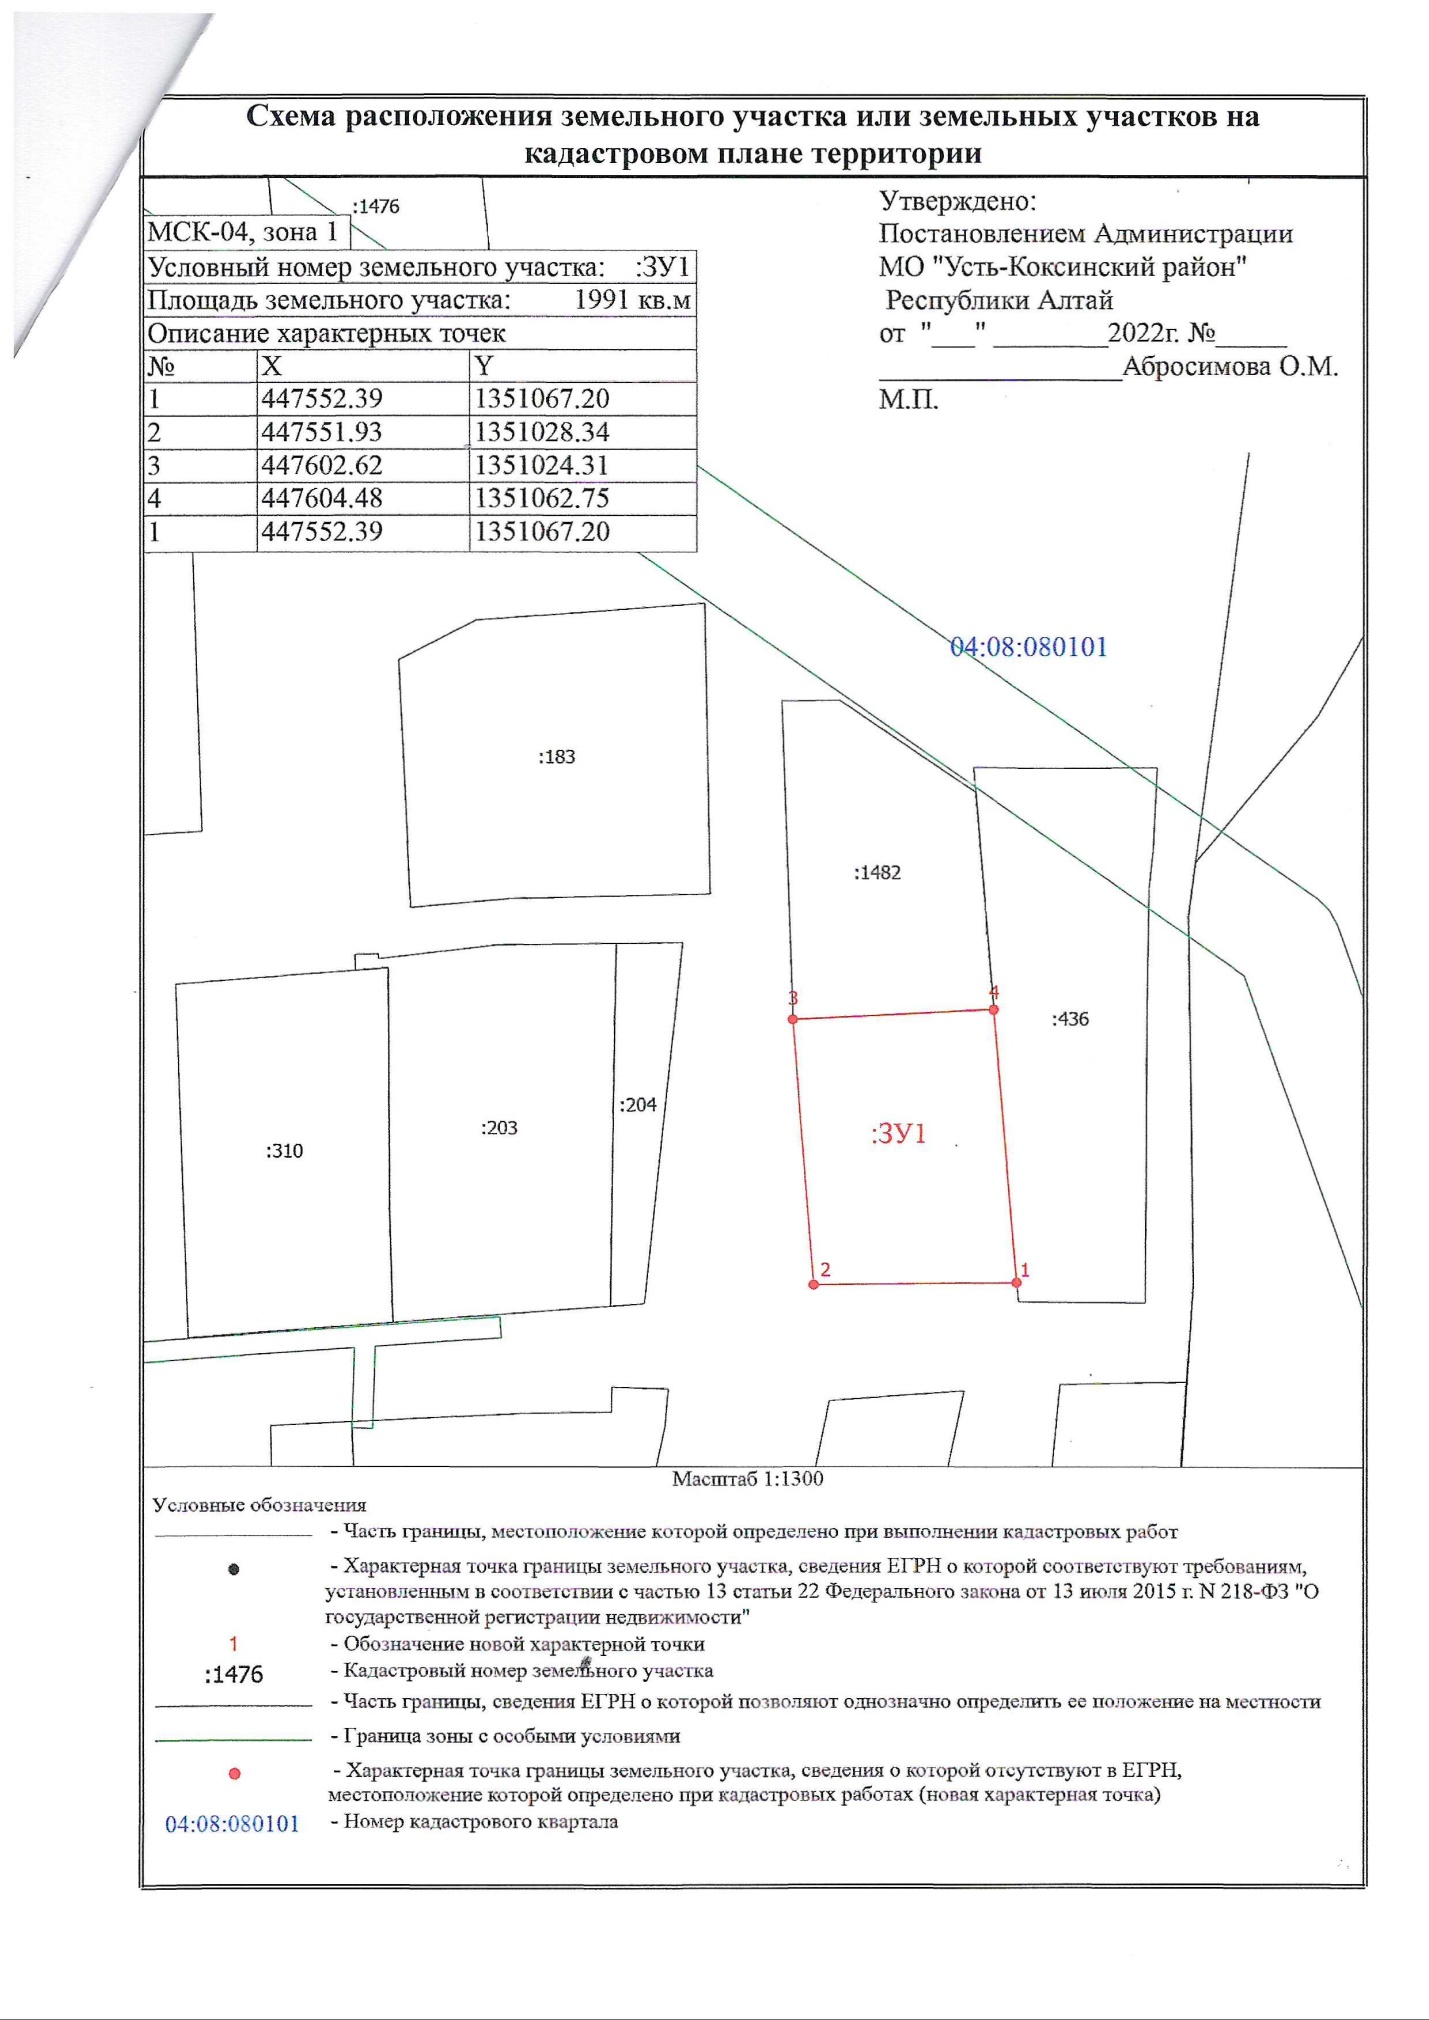 Схема расположения земельного участка или земельных участков на
кадастровом плане территории
:1476
МСК-04, зона 1
Условный номер земельного участка: :ЗУ1
Площадь земельного участка: 1991 кв.м
Описание характерных точек
№ X Y
1 447552.39 1351067.20
2 447551.93 1351028.34
3 447602.62 1351024.31
4 447604.48 1351062.75
1 447552.39 1351067.20
Утверждено:
Постановлением Администрации
МО "Усть-Коксинский район"
Республики Алтай
от "___" ________2022г. №_____
_________________Абросимова О.М.
М.П.
04:08:080101
:183
:1482
3
4
:436
:204
:203
:ЗУ1
:310
2
1
Масштаб 1:1300
Условные обозначения
- Часть границы, местоположение которой определено при выполнении кадастровых работ
- Характерная точка границы земельного участка, сведения ЕГРН о которой соответствуют требованиям,
установленным в соответствии с частью 13 статьи 22 Федерального закона от 13 июля 2015 г. N 218-ФЗ "О
государственной регистрации недвижимости"
1 - Обозначение новой характерной точки
:1476 - Кадастровый номер земельного участка
- Часть границы, сведения ЕГРН о которой позволяют однозначно определить ее положение на местности
- Граница зоны с особыми условиями
- Характерная точка границы земельного участка, сведения о которой отсутствуют в ЕГРН,
местоположение которой определено при кадастровых работах (новая характерная точка)
04:08:080101 - Номер кадастрового квартала